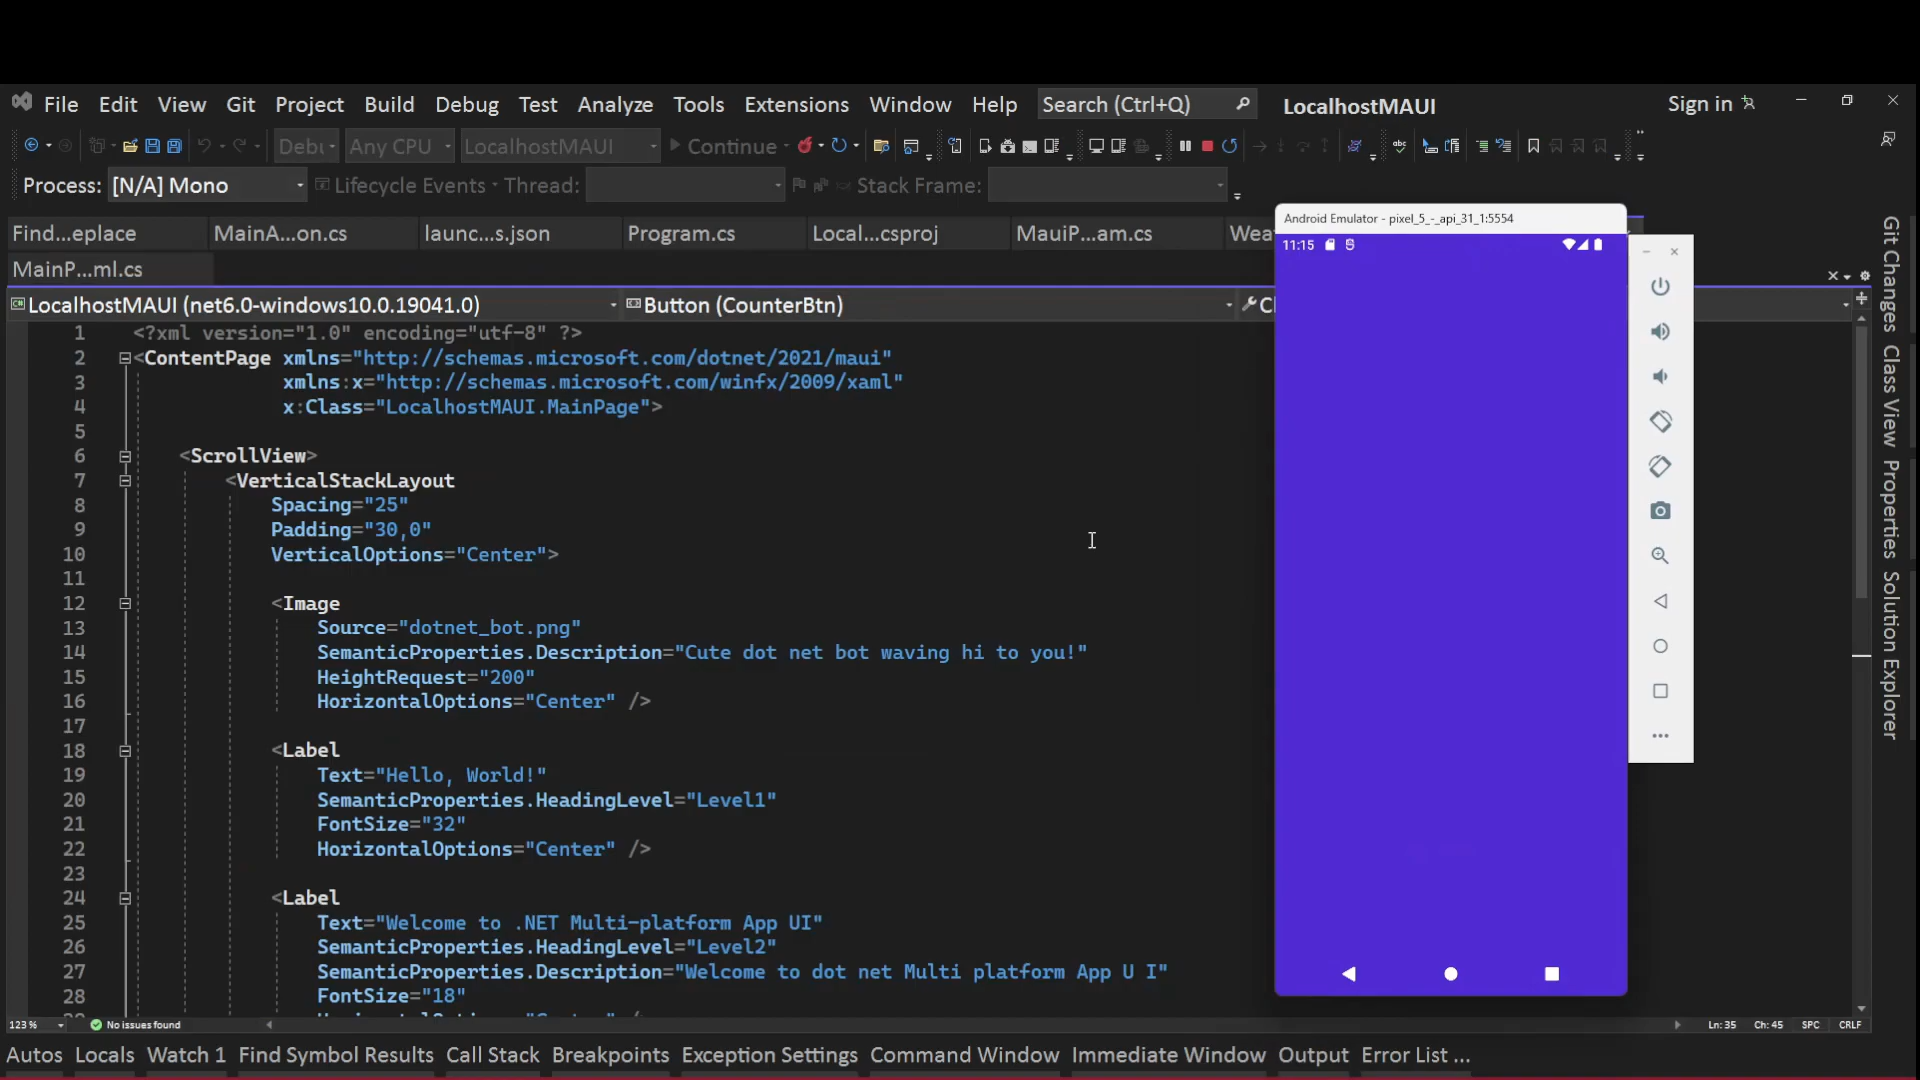 File Edit View Git Project Build Debug Test Analyze Tools Extensions Window Help Search (Ctrl+Q) LocalhostMAUI Sign in
Any CPU LocalhostMAUI Continue
Process: [N/A] Mono Lifecycle Events Thread: Stack Frame:
Find...eplace MainA...on.cs launc...s.json Program.cs Local...csproj MauiP...am.cs
MainP...ml.cs
LocalhostMAUI (net6.0-windows10.0.19041.0) Button (CounterBtn)
1 <?xml version="1.0" encoding="utf-8" ?>
2 <ContentPage xmlns="http://schemas.microsoft.com/dotnet/2021/maui"
3 xmlns:x="http://schemas.microsoft.com/winfx/2009/xaml"
4 x:Class="LocalhostMAUI.MainPage">
5
6 <ScrollView>
7 <VerticalStackLayout
8 Spacing="25"
9 Padding="30,0"
10 VerticalOptions="Center">
11
12 <Image
13 Source="dotnet_bot.png"
14 SemanticProperties.Description="Cute dot net bot waving hi to you!"
15 HeightRequest="200"
16 HorizontalOptions="Center" />
17
18 <Label
19 Text="Hello, World!"
20 SemanticProperties.HeadingLevel="Level1"
21 FontSize="32"
22 HorizontalOptions="Center" />
23
24 <Label
25 Text="Welcome to .NET Multi-platform App UI"
26 SemanticProperties.HeadingLevel="Level2"
27 SemanticProperties.Description="Welcome to dot net Multi platform App U I"
28 FontSize="18"
Android Emulator - pixel_5_-_api_31_1:5554
11:15
Git Changes
Class View
Properties
Solution Explorer
123 % No issues found Ln: 35 Ch: 45 SPC CRLF
Autos Locals Watch 1 Find Symbol Results Call Stack Breakpoints Exception Settings Command Window Immediate Window Output Error List ...